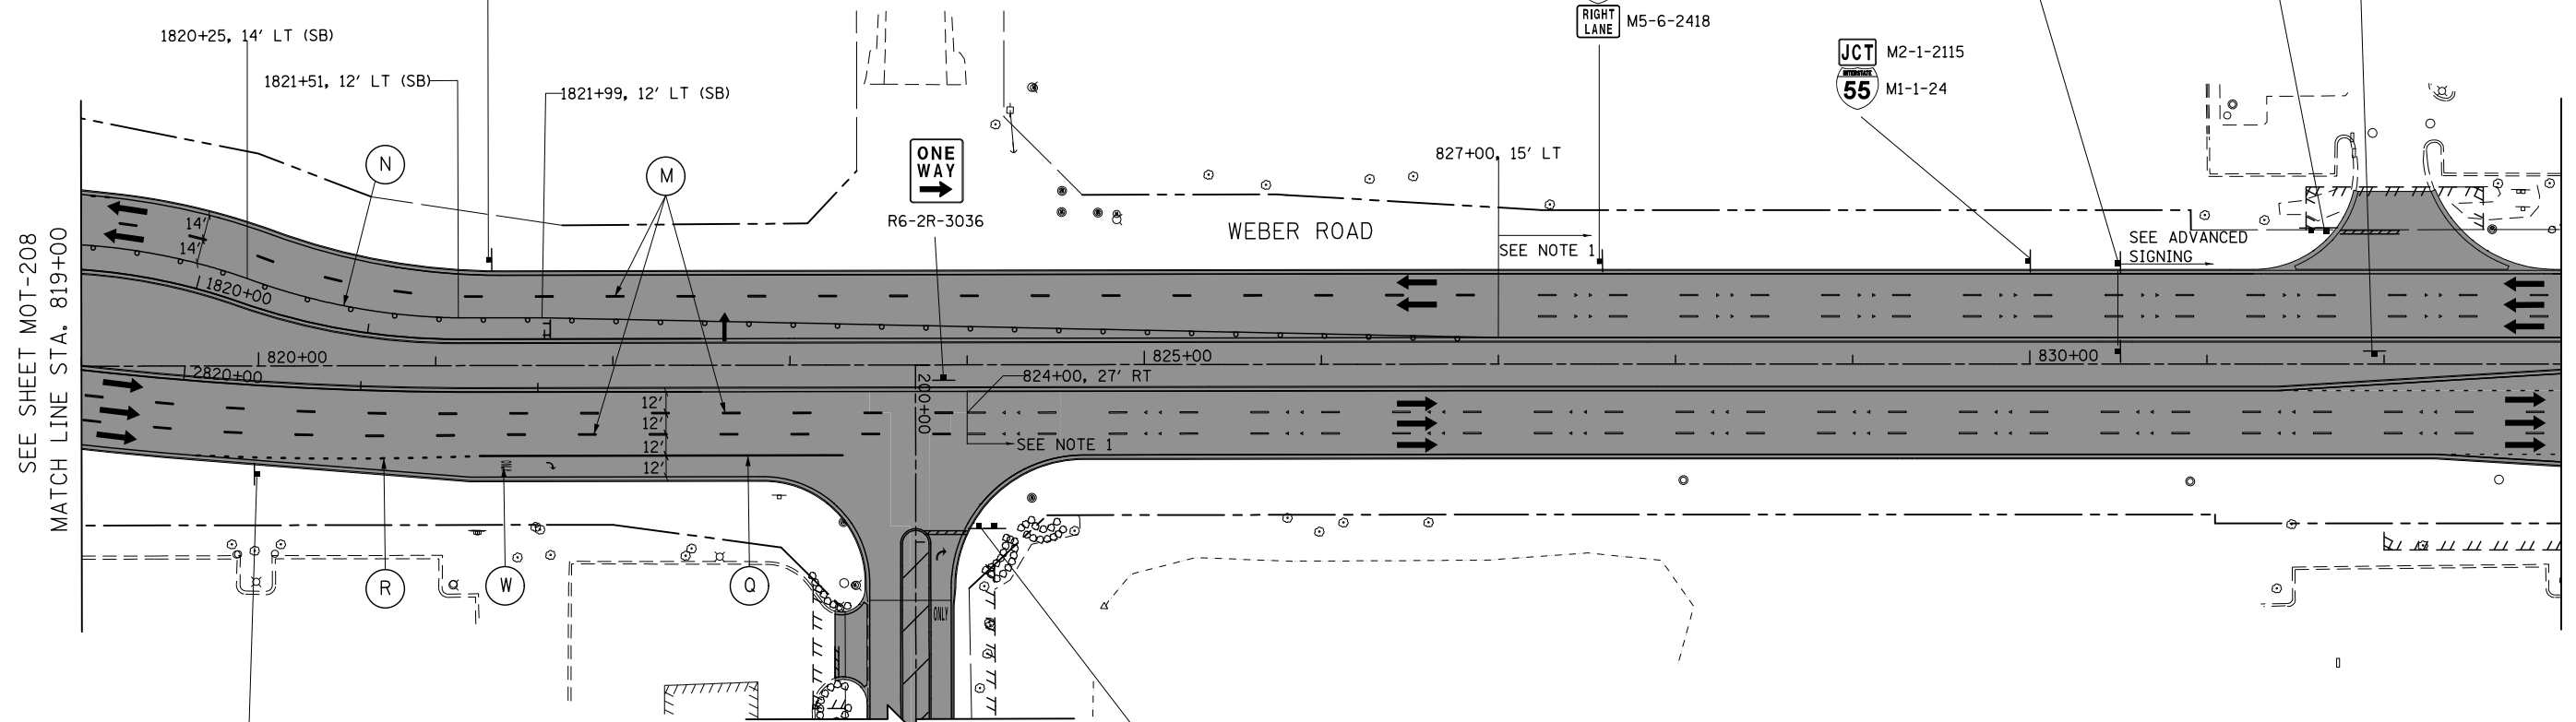 SEE SHEET MOT-208
MATCH LINE STA. 819+00
1820+25, 14' LT (SB)
1821+51, 12' LT (SB)
1821+99, 12' LT (SB)
N
M
ONE
WAY
R6-2R-3036
WEBER ROAD
RIGHT
LANE
M5-6-2418
JCT
M2-1-2115
INTERSTATE
55
M1-1-24
827+00, 15' LT
SEE NOTE 1
SEE ADVANCED
SIGNING
14'
14'
1820+00
820+00
825+00
830+00
2820+00
200+00
824+00, 27' RT
SEE NOTE 1
12'
12'
12'
12'
R
W
Q
ONLY